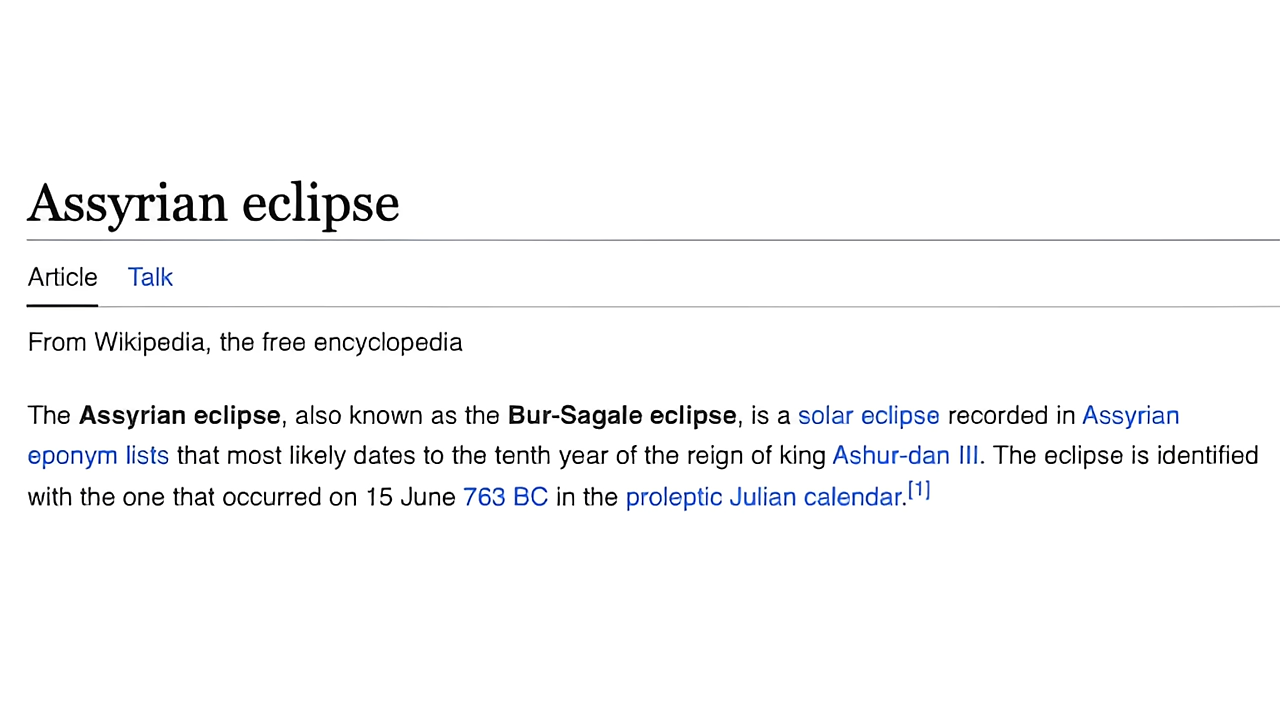 Assyrian eclipse
Article Talk
From Wikipedia, the free encyclopedia
The Assyrian eclipse, also known as the Bur-Sagale eclipse, is a solar eclipse recorded in Assyrian
eponym lists that most likely dates to the tenth year of the reign of king Ashur-dan III. The eclipse is identified
with the one that occurred on 15 June 763 BC in the proleptic Julian calendar.[1]